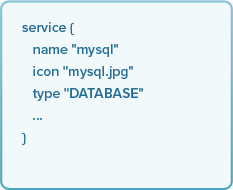 service {
name "mysql"
icon "mysql.jpg"
type "DATABASE"
...
}